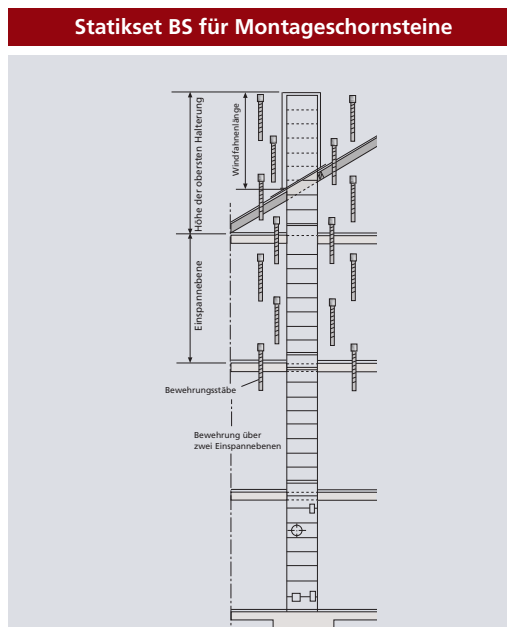 Statikset BS für Montageschornsteine
Höhe der obersten Halterung
Windfahnenlänge
Einspannebene
Bewehrungsstäbe
Bewehrung über
zwei Einspannebenen